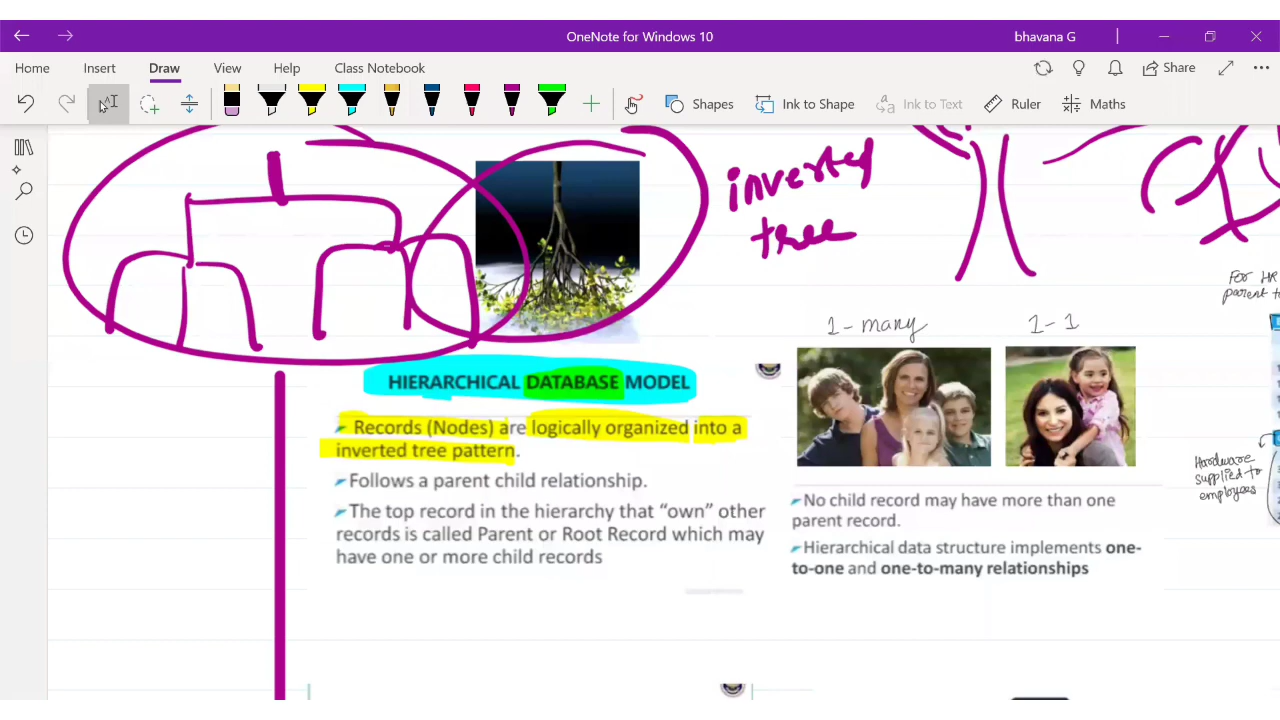 OneNote for Windows 10
bhavana G
Home Insert Draw View Help Class Notebook
Share
Shapes Ink to Shape Ink to Text Ruler Maths
inverted
tree
For HR
parent
1 - many
1 - 1
HIERARCHICAL DATABASE MODEL
Records (Nodes) are logically organized into a
inverted tree pattern.
Follows a parent child relationship.
The top record in the hierarchy that “own” other
records is called Parent or Root Record which may
have one or more child records
No child record may have more than one
parent record.
Hierarchical data structure implements one-
to-one and one-to-many relationships
Hardware
supplied to
employees